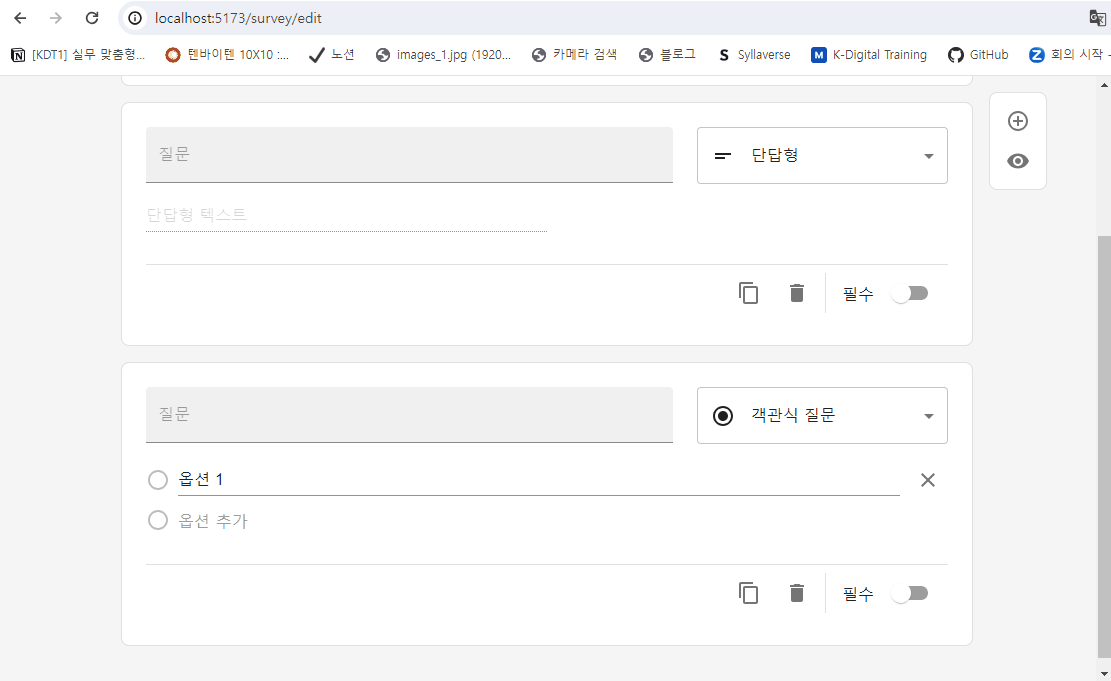 localhost:5173/survey/edit
[KDT1] 실무 맞춤형... 텐바이텐 10X10 :... 노션 images_1.jpg (1920... 카메라 검색 블로그 Syllaverse K-Digital Training GitHub 회의 시작 -
질문 단답형
단답형 텍스트
필수
질문 객관식 질문
옵션 1
옵션 추가
필수